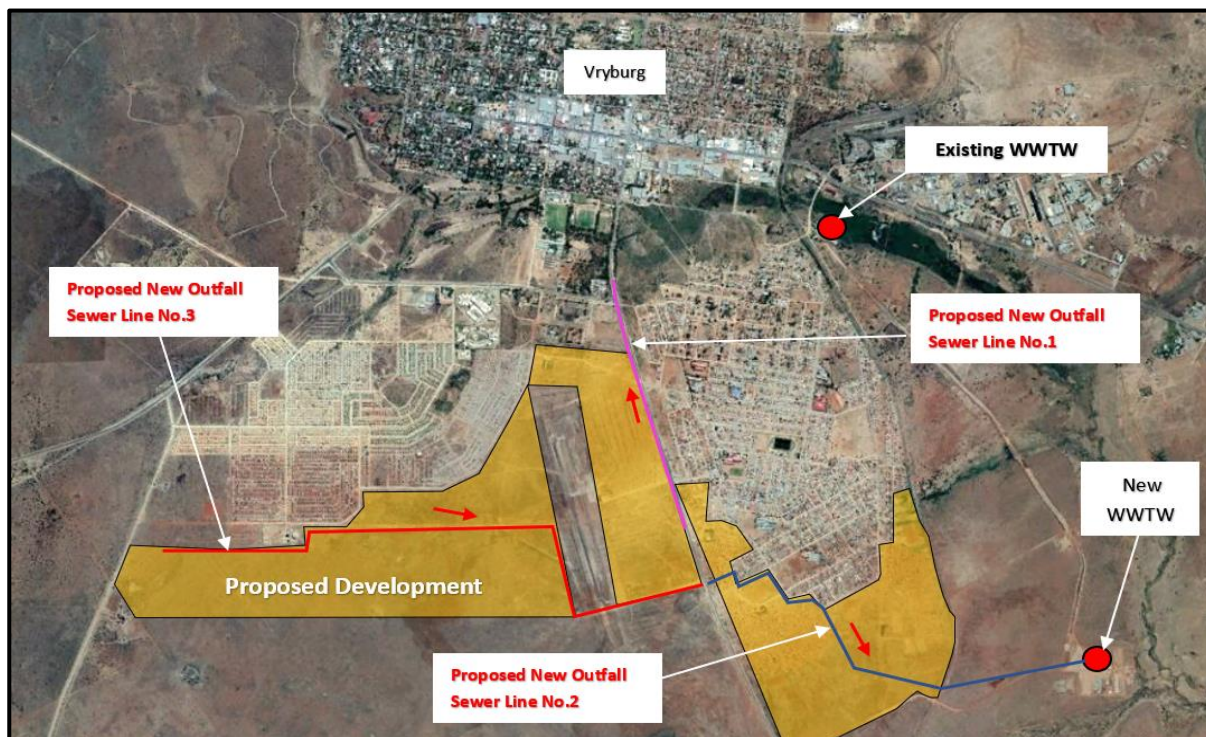 Vryburg
Existing WWTW
Proposed New Outfall
Sewer Line No.3
Proposed New Outfall
Sewer Line No.1
New
WWTW
Proposed Development
Proposed New Outfall
Sewer Line No.2